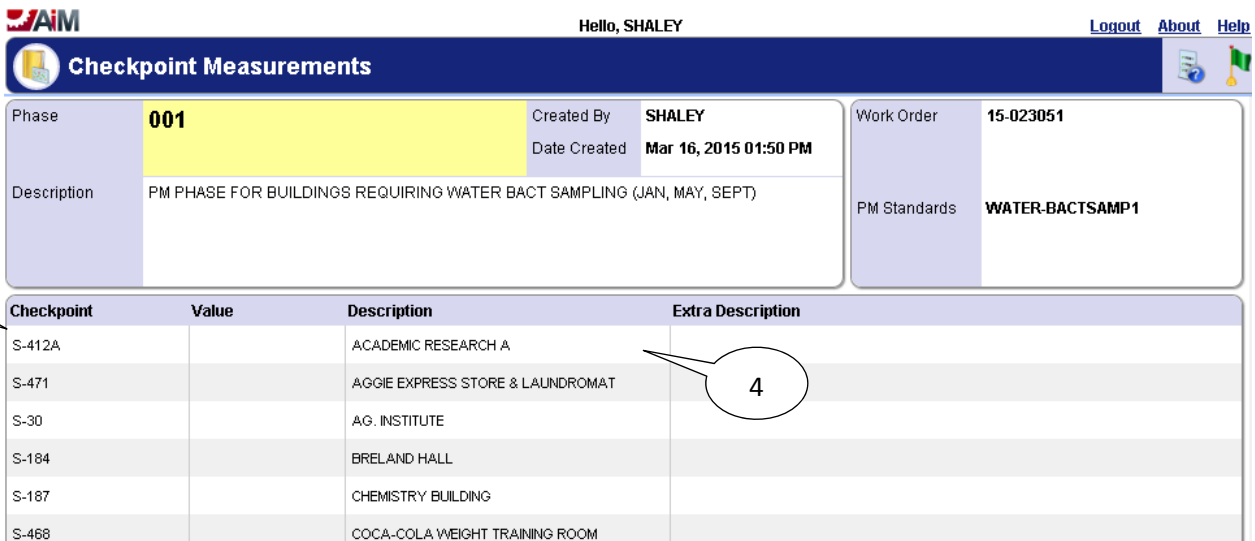 AiM
Hello, SHALEY
Logout About Help
Checkpoint Measurements
Phase 001 Created By SHALEY Work Order 15-023051
Date Created Mar 16, 2015 01:50 PM
Description PM PHASE FOR BUILDINGS REQUIRING WATER BACT SAMPLING (JAN, MAY, SEPT)
PM Standards WATER-BACTSAMP1
Checkpoint Value Description Extra Description
S-412A ACADEMIC RESEARCH A
S-471 AGGIE EXPRESS STORE & LAUNDROMAT
4
S-30 AG. INSTITUTE
S-184 BRELAND HALL
S-187 CHEMISTRY BUILDING
S-468 COCA-COLA WEIGHT TRAINING ROOM